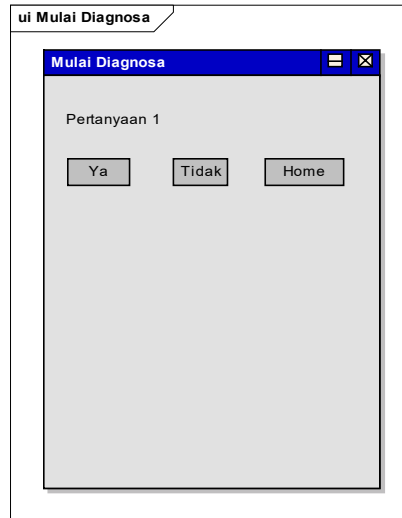 ui Mulai Diagnosa
Mulai Diagnosa
Pertanyaan 1
Ya Tidak Home